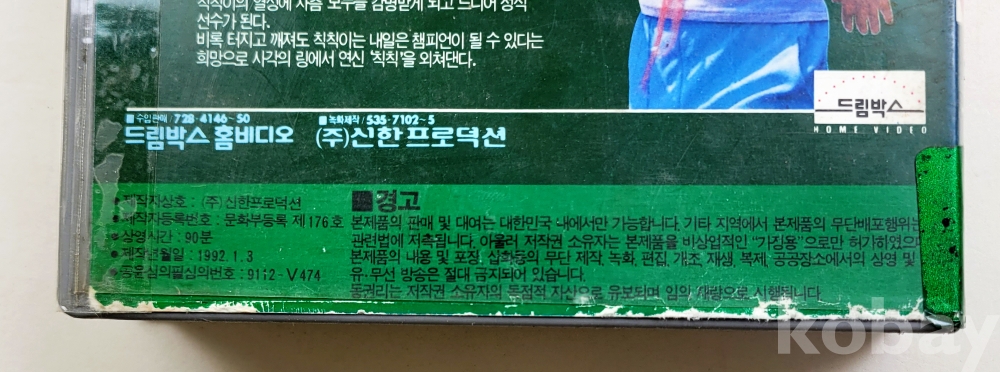 칙칙이의 열성에 차츰 모두를 감명받게 되고 드디어 정식
선수가 된다.
비록 터지고 깨져도 칙칙이는 내일은 챔피언이 될 수 있다는
희망으로 사각의 링에서 연신 '칙칙'을 외쳐댄다.
드림박스
HOME VIDEO
■수입판매/728-4146~50
드림박스 홈비디오
■녹화제작/535-7102~5
(주)신한프로덕션
●제작자상호 : (주)신한프로덕션
●제작자등록번호 : 문화부등록 제176호
●상영시간 : 90분
●제작년월일 : 1992.1.3
●공륜심의필심의번호 : 9112-V474
■경고
본제품의 판매 및 대여는 대한민국 내에서만 가능합니다. 기타 지역에서 본제품의 무단배포행위는
관련법에 저촉됩니다. 아울러 저작권 소유자는 본제품을 비상업적인 "가정용"으로만 허가하였으
본제품의 내용 및 포장, 삽화등의 무단 제작, 녹화, 편집, 개조, 재생, 복제, 공공장소에서의 상영 및
유·무선 방송은 절대 금지되어 있습니다.
동권리는 저작권 소유자의 독점적 자산으로 유보되며 임의 재량으로 시행됩니다.
kobay